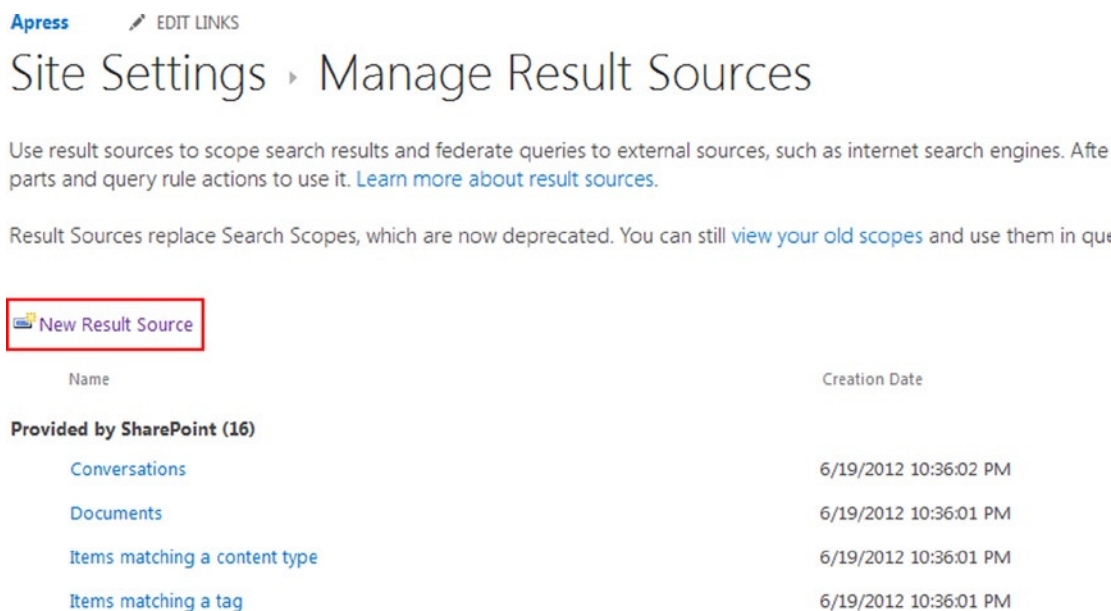 Apress EDIT LINKS
Site Settings › Manage Result Sources
Use result sources to scope search results and federate queries to external sources, such as internet search engines. Afte
parts and query rule actions to use it. Learn more about result sources.
Result Sources replace Search Scopes, which are now deprecated. You can still view your old scopes and use them in que
New Result Source
Name Creation Date
Provided by SharePoint (16)
Conversations 6/19/2012 10:36:02 PM
Documents 6/19/2012 10:36:01 PM
Items matching a content type 6/19/2012 10:36:01 PM
Items matching a tag 6/19/2012 10:36:01 PM